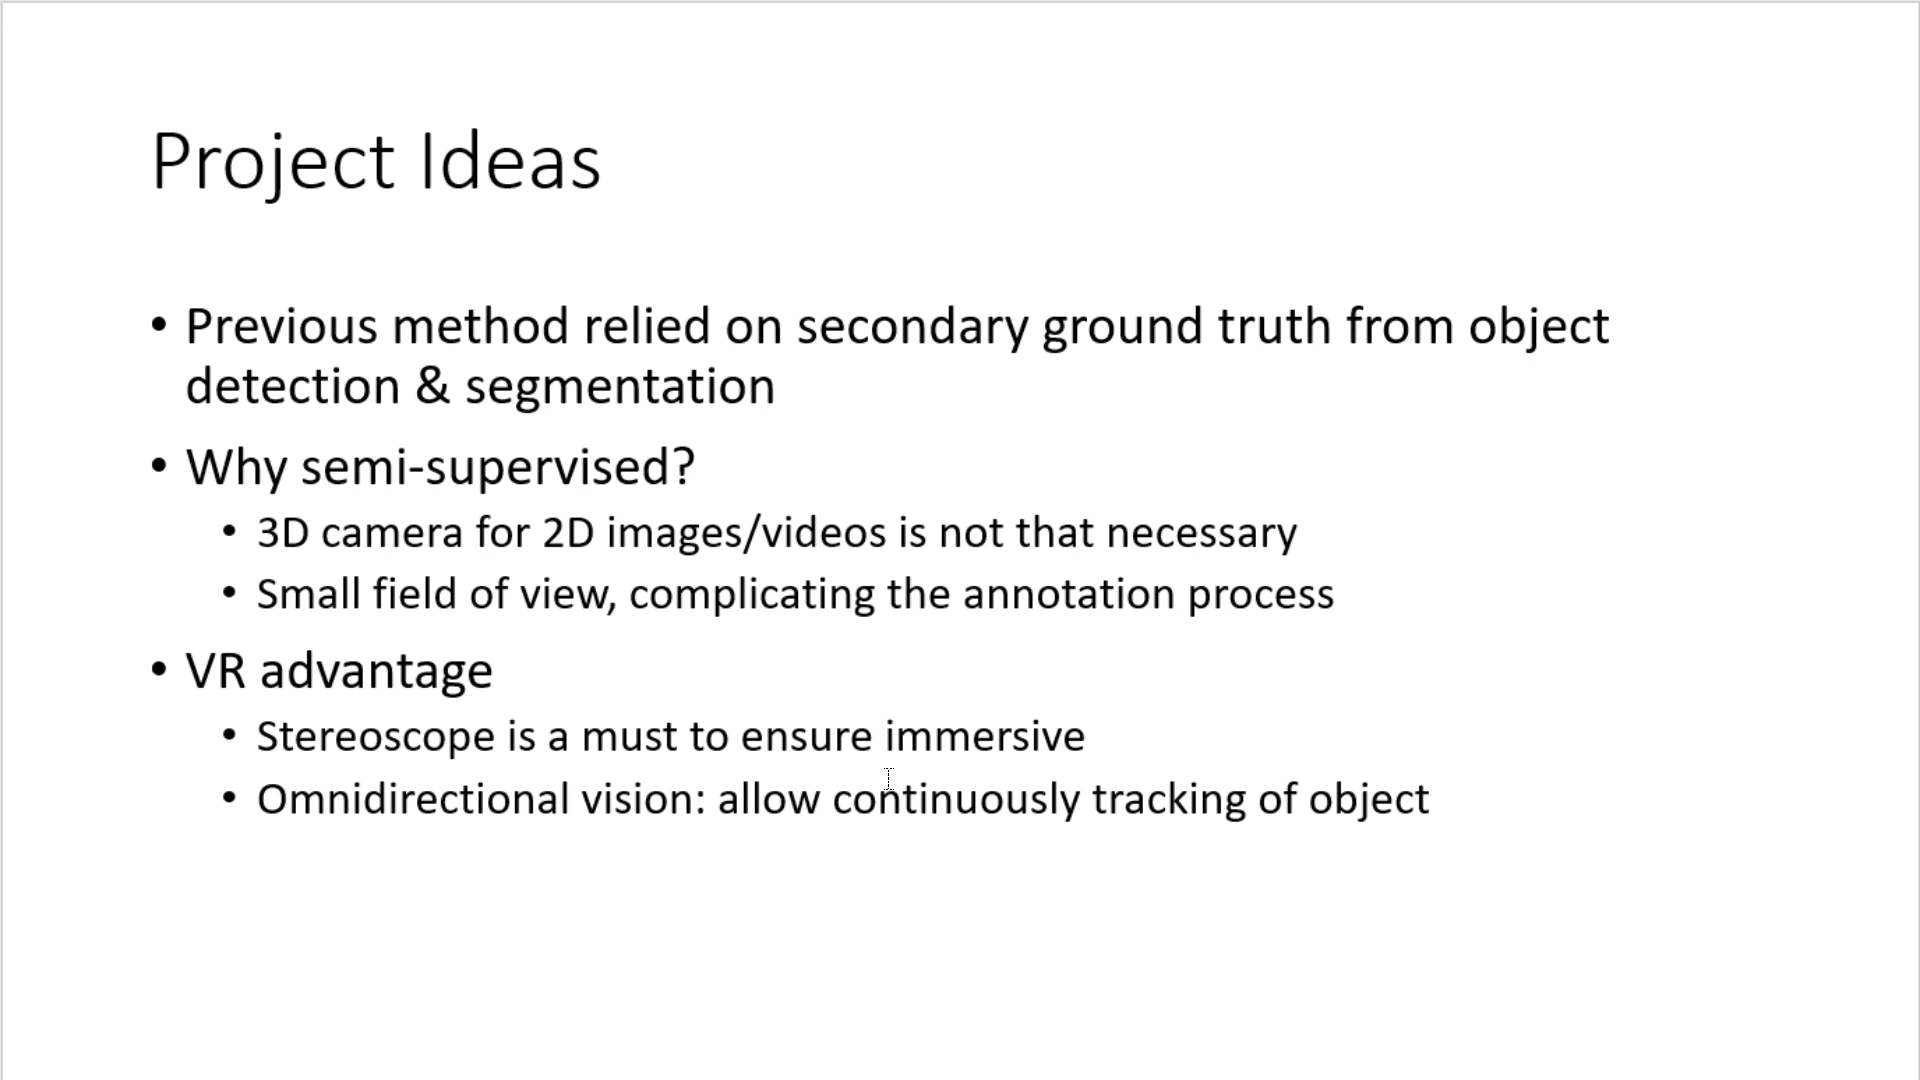 Project Ideas
• Previous method relied on secondary ground truth from object
detection & segmentation
• Why semi-supervised?
• 3D camera for 2D images/videos is not that necessary
• Small field of view, complicating the annotation process
• VR advantage
• Stereoscope is a must to ensure immersive
• Omnidirectional vision: allow continuously tracking of object